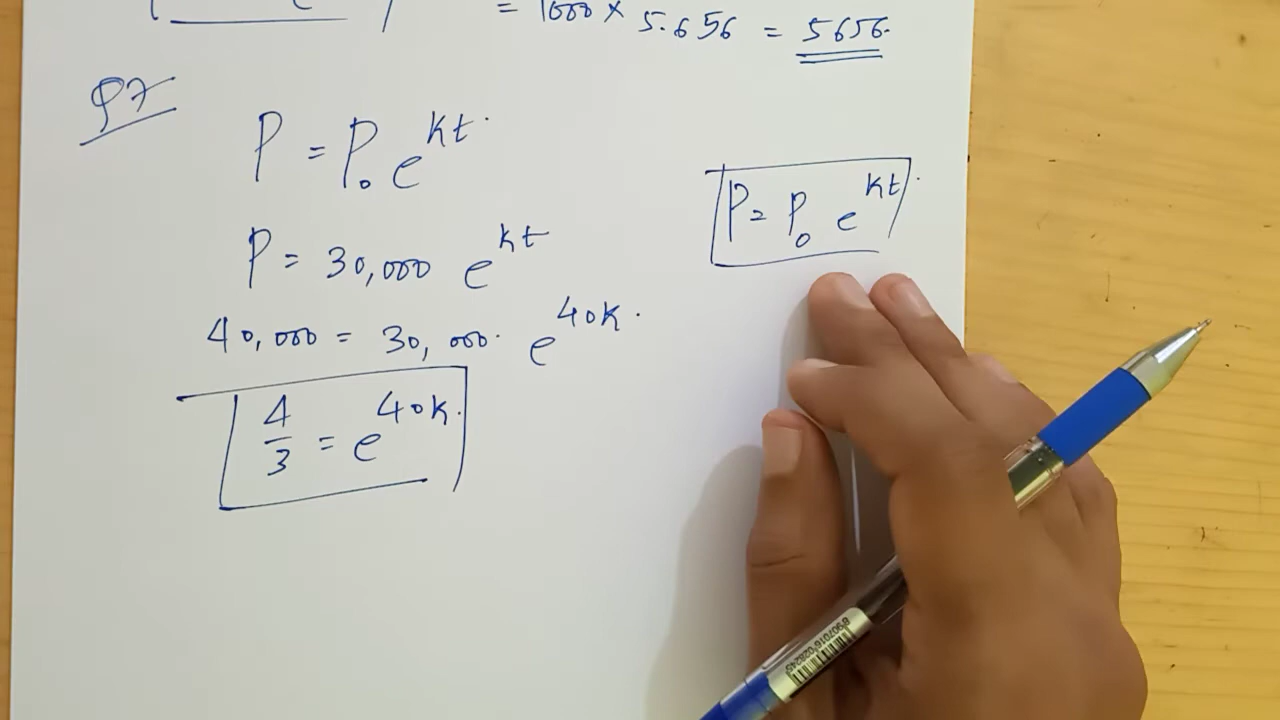 = 1000 × 5.656 = 5656.
Q7
P = P₀ e^kt
P = P₀ e^kt
P = 30,000 e^kt
40,000 = 30,000 e^40k
4/3 = e^40k